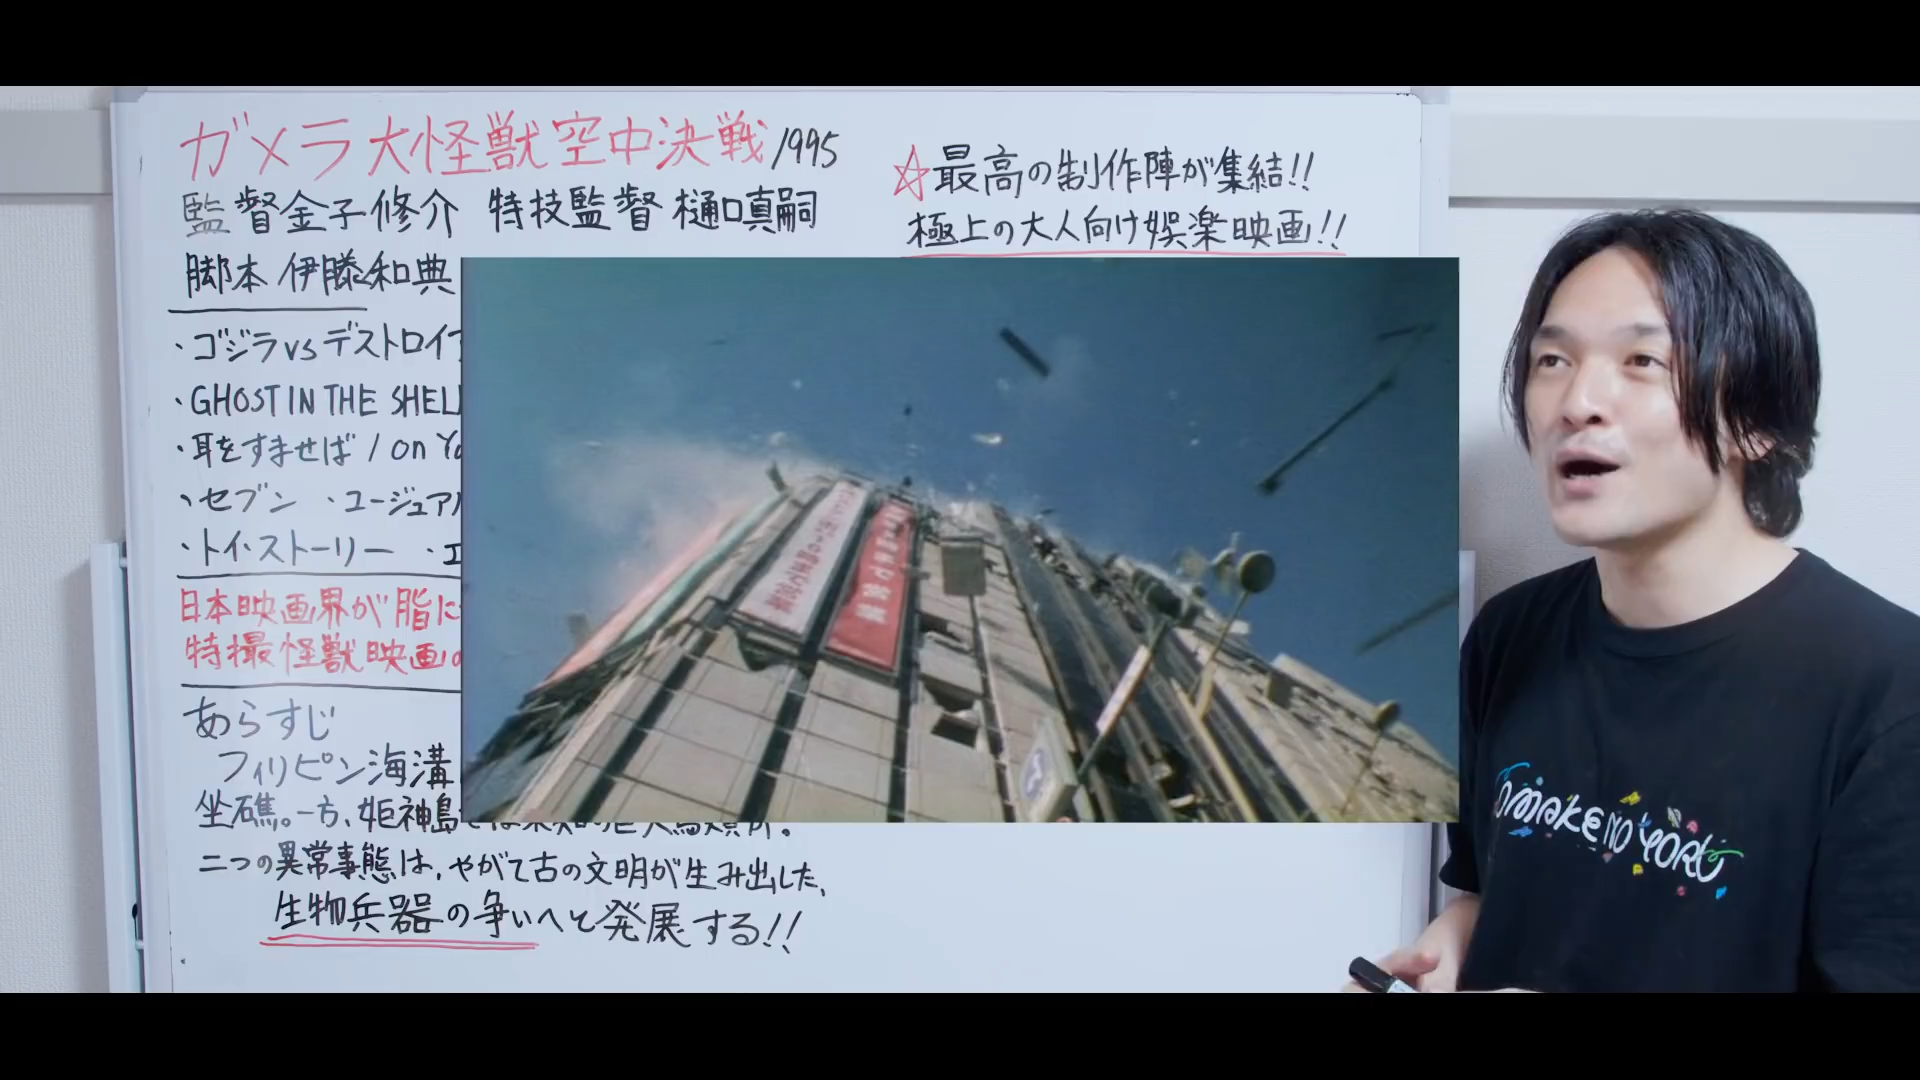 ガメラ大怪獣空中決戦/1995
監督金子修介 特技監督樋口真嗣
脚本 伊藤和典
・ゴジラvsデストロイア
・GHOST IN THE SHELL
・耳をすませば / on Yo
・セブン ・ユージュアル
・トイ・ストーリー ・エ
日本映画界が脂に
特撮怪獣映画の
あらすじ
フィリピン海溝
坐礁。一方、姫神島では
二つの異常事態は、やがて古の文明が生み出した、
生物兵器の争いへと発展する!!
☆最高の制作陣が集結!!
極上の大人向け娯楽映画!!
OMAKE NO YORU